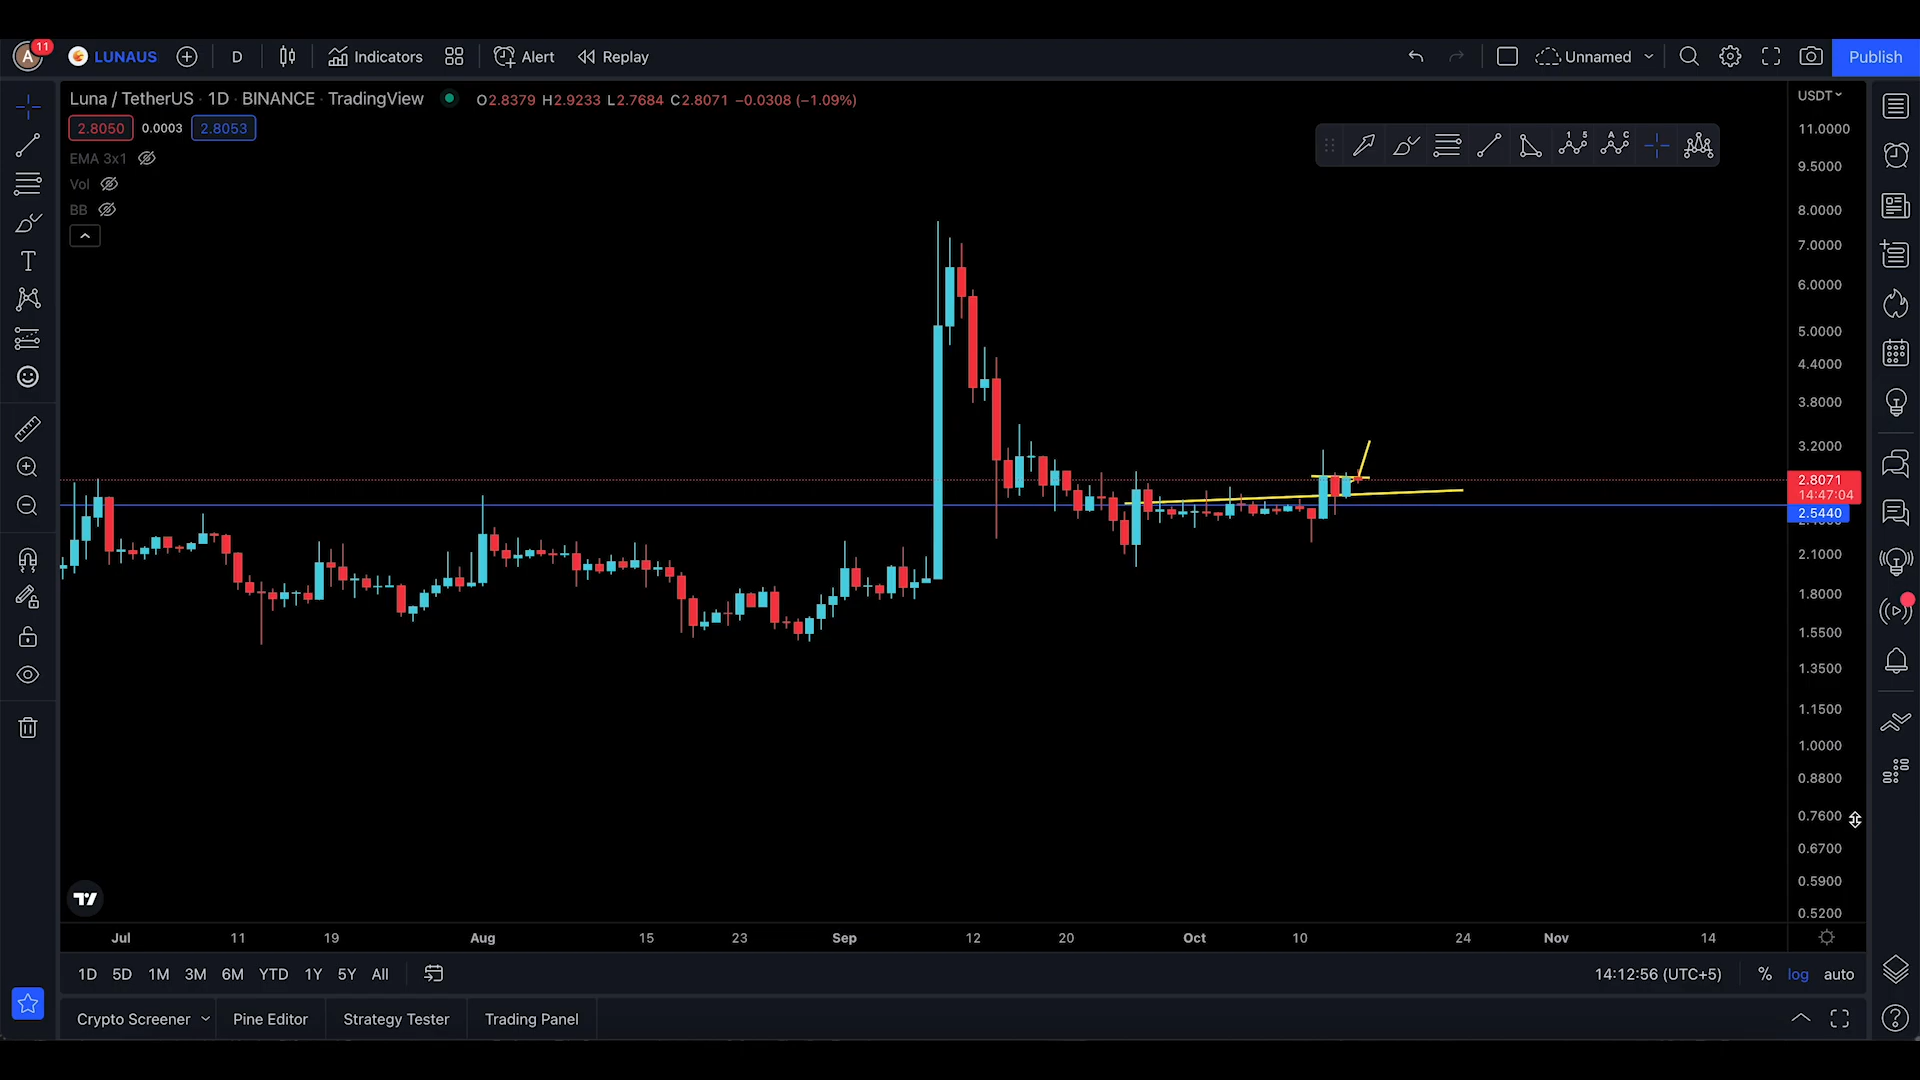 A 11 LUNAUS D Indicators Alert Replay Unnamed Publish
Luna / TetherUS · 1D · BINANCE · TradingView O2.8379 H2.9233 L2.7684 C2.8071 −0.0308 (−1.09%)
2.8050 0.0003 2.8053
EMA 3x1
Vol
BB
1 5
A C
USDT
11.0000
9.5000
8.0000
7.0000
6.0000
5.0000
4.4000
3.8000
3.2000
2.8071
14:47:04
2.5440
2.1000
1.8000
1.5500
1.3500
1.1500
1.0000
0.8800
0.7600
0.6700
0.5900
0.5200
Jul 11 19 Aug 15 23 Sep 12 20 Oct 10 24 Nov 14
1D 5D 1M 3M 6M YTD 1Y 5Y All 14:12:56 (UTC+5) % log auto
Crypto Screener Pine Editor Strategy Tester Trading Panel